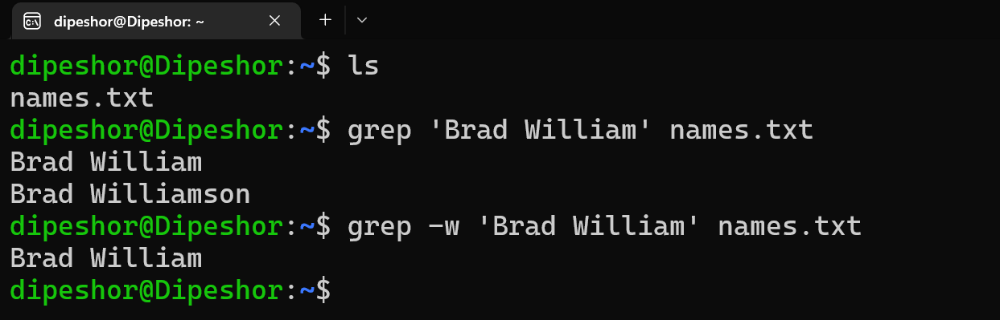 dipeshor@Dipeshor: ~
dipeshor@Dipeshor:~$ ls
names.txt
dipeshor@Dipeshor:~$ grep 'Brad William' names.txt
Brad William
Brad Williamson
dipeshor@Dipeshor:~$ grep -w 'Brad William' names.txt
Brad William
dipeshor@Dipeshor:~$